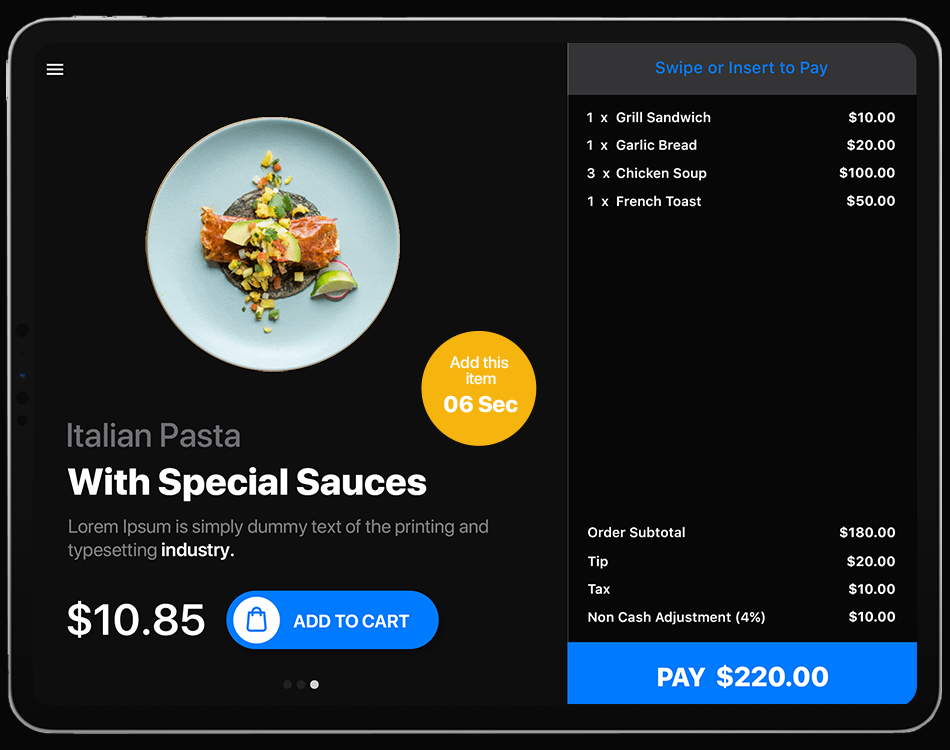 Swipe or Insert to Pay
1 x Grill Sandwich $10.00
1 x Garlic Bread $20.00
3 x Chicken Soup $100.00
1 x French Toast $50.00
Add this
item
06 Sec
Italian Pasta
With Special Sauces
Lorem Ipsum is simply dummy text of the printing and
typesetting industry.
$10.85 ADD TO CART
Order Subtotal $180.00
Tip $20.00
Tax $10.00
Non Cash Adjustment (4%) $10.00
PAY $220.00